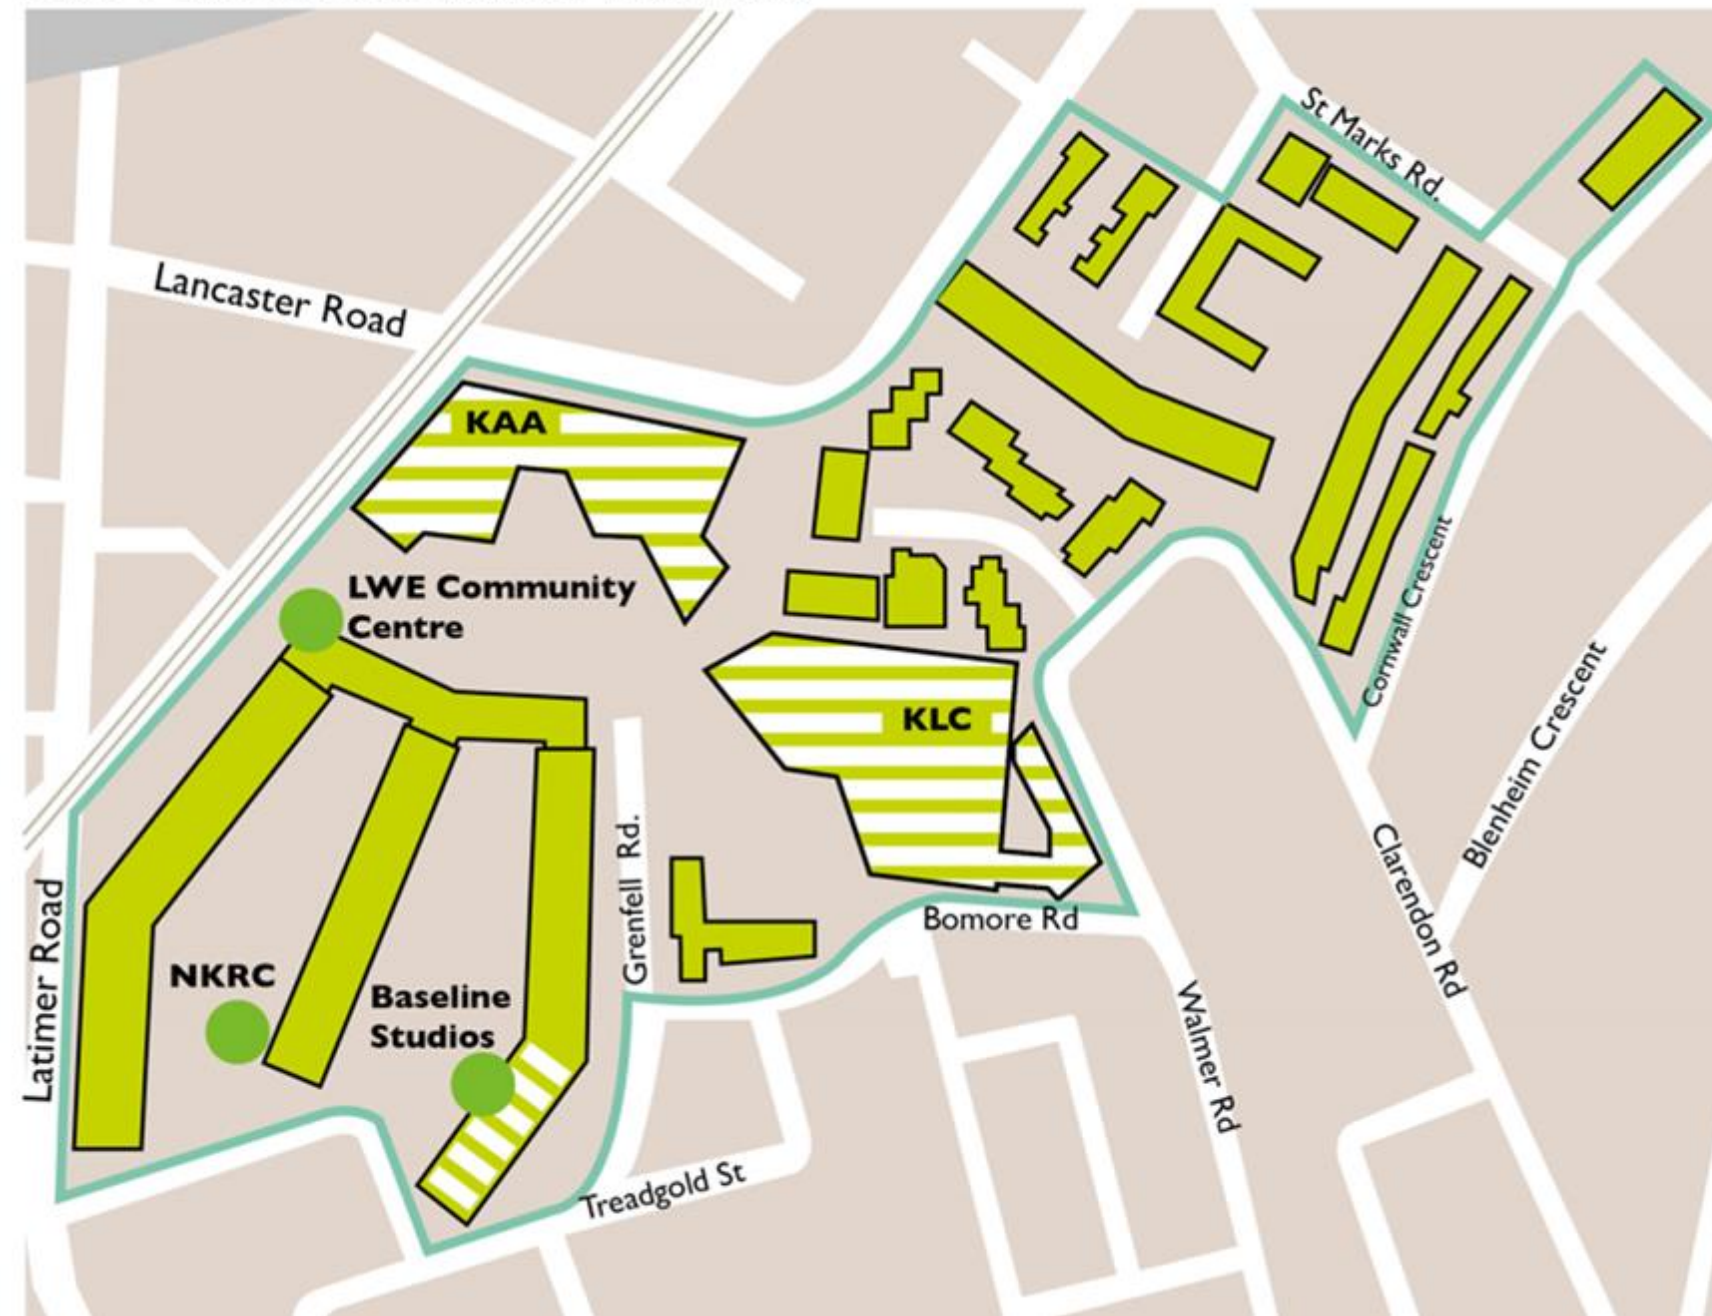 St Marks Rd.
Lancaster Road
KAA
LWE Community
Centre
Cornwall Crescent
KLC
Blenheim Crescent
Grenfell Rd.
Clarendon Rd
Latimer Road
Bomore Rd
NKRC
Baseline
Studios
Walmer Rd
Treadgold St